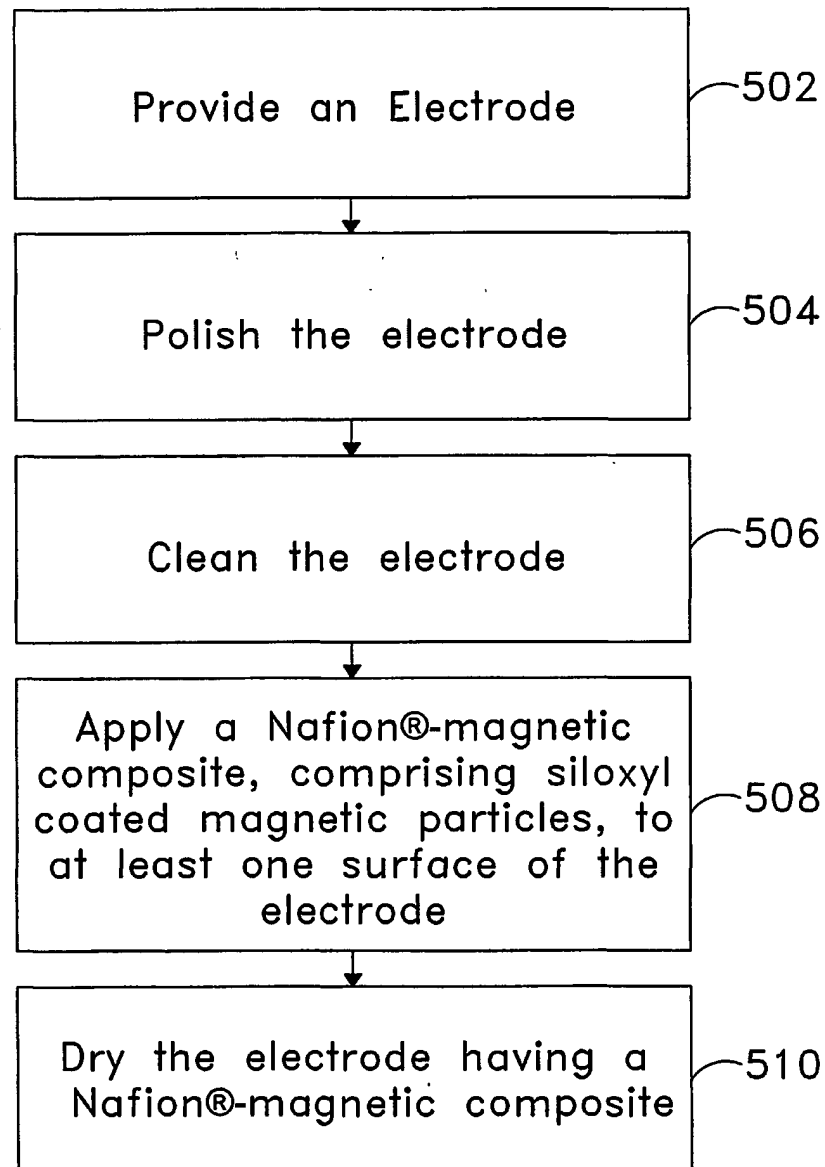 Provide an Electrode
502
Polish the electrode
504
Clean the electrode
506
Apply a Nafion®-magnetic
composite, comprising siloxyl
coated magnetic particles, to
at least one surface of the
electrode
508
Dry the electrode having a
Nafion®-magnetic composite
510